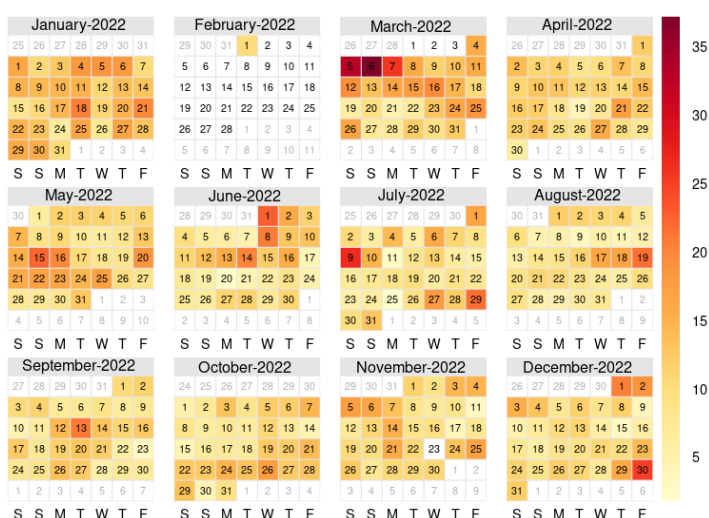 January-2022
25 26 27 28 29 30 31
1 2 3 4 5 6 7
8 9 10 11 12 13 14
15 16 17 18 19 20 21
22 23 24 25 26 27 28
29 30 31 1 2 3 4
S S M T W T F
February-2022
29 30 31 1 2 3 4
5 6 7 8 9 10 11
12 13 14 15 16 17 18
19 20 21 22 23 24 25
26 27 28 1 2 3 4
5 6 7 8 9 10 11
S S M T W T F
March-2022
26 27 28 1 2 3 4
5 6 7 8 9 10 11
12 13 14 15 16 17 18
19 20 21 22 23 24 25
26 27 28 29 30 31 1
2 3 4 5 6 7 8
S S M T W T F
April-2022
26 27 28 29 30 31 1
2 3 4 5 6 7 8
9 10 11 12 13 14 15
16 17 18 19 20 21 22
23 24 25 26 27 28 29
30 1 2 3 4 5 6
S S M T W T F
May-2022
30 1 2 3 4 5 6
7 8 9 10 11 12 13
14 15 16 17 18 19 20
21 22 23 24 25 26 27
28 29 30 31 1 2 3
4 5 6 7 8 9 10
S S M T W T F
June-2022
28 29 30 31 1 2 3
4 5 6 7 8 9 10
11 12 13 14 15 16 17
18 19 20 21 22 23 24
25 26 27 28 29 30 1
2 3 4 5 6 7 8
S S M T W T F
July-2022
25 26 27 28 29 30 1
2 3 4 5 6 7 8
9 10 11 12 13 14 15
16 17 18 19 20 21 22
23 24 25 26 27 28 29
30 31 1 2 3 4 5
S S M T W T F
August-2022
30 31 1 2 3 4 5
6 7 8 9 10 11 12
13 14 15 16 17 18 19
20 21 22 23 24 25 26
27 28 29 30 31 1 2
3 4 5 6 7 8 9
S S M T W T F
September-2022
27 28 29 30 31 1 2
3 4 5 6 7 8 9
10 11 12 13 14 15 16
17 18 19 20 21 22 23
24 25 26 27 28 29 30
1 2 3 4 5 6 7
S S M T W T F
October-2022
24 25 26 27 28 29 30
1 2 3 4 5 6 7
8 9 10 11 12 13 14
15 16 17 18 19 20 21
22 23 24 25 26 27 28
29 30 31 1 2 3 4
S S M T W T F
November-2022
29 30 31 1 2 3 4
5 6 7 8 9 10 11
12 13 14 15 16 17 18
19 20 21 22 23 24 25
26 27 28 29 30 1 2
3 4 5 6 7 8 9
S S M T W T F
December-2022
26 27 28 29 30 1 2
3 4 5 6 7 8 9
10 11 12 13 14 15 16
17 18 19 20 21 22 23
24 25 26 27 28 29 30
31 1 2 3 4 5 6
S S M T W T F
35
30
25
20
15
10
5